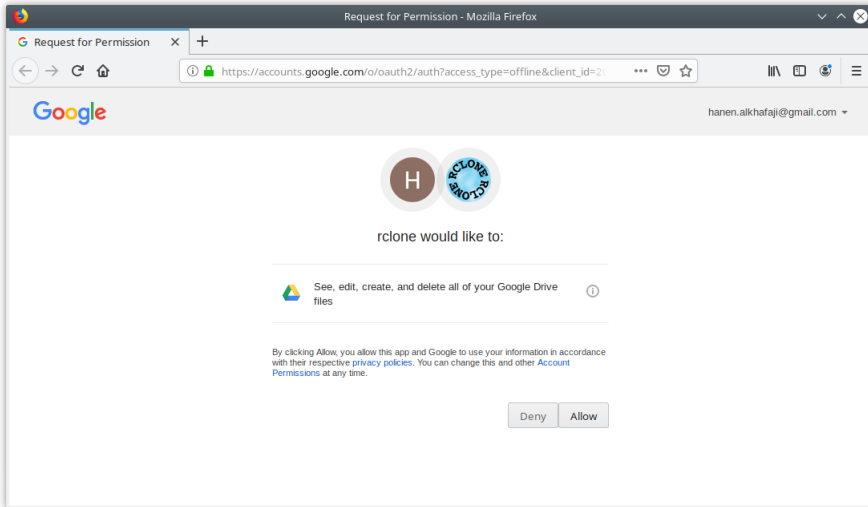 Request for Permission - Mozilla Firefox
Request for Permission
https://accounts.google.com/o/oauth2/auth?access_type=offline&client_id=2
Google
hanen.alkhafaji@gmail.com
H
RCLONE RCLONE
rclone would like to:
See, edit, create, and delete all of your Google Drive
files
By clicking Allow, you allow this app and Google to use your information in accordance
with their respective privacy policies. You can change this and other Account
Permissions at any time.
Deny
Allow